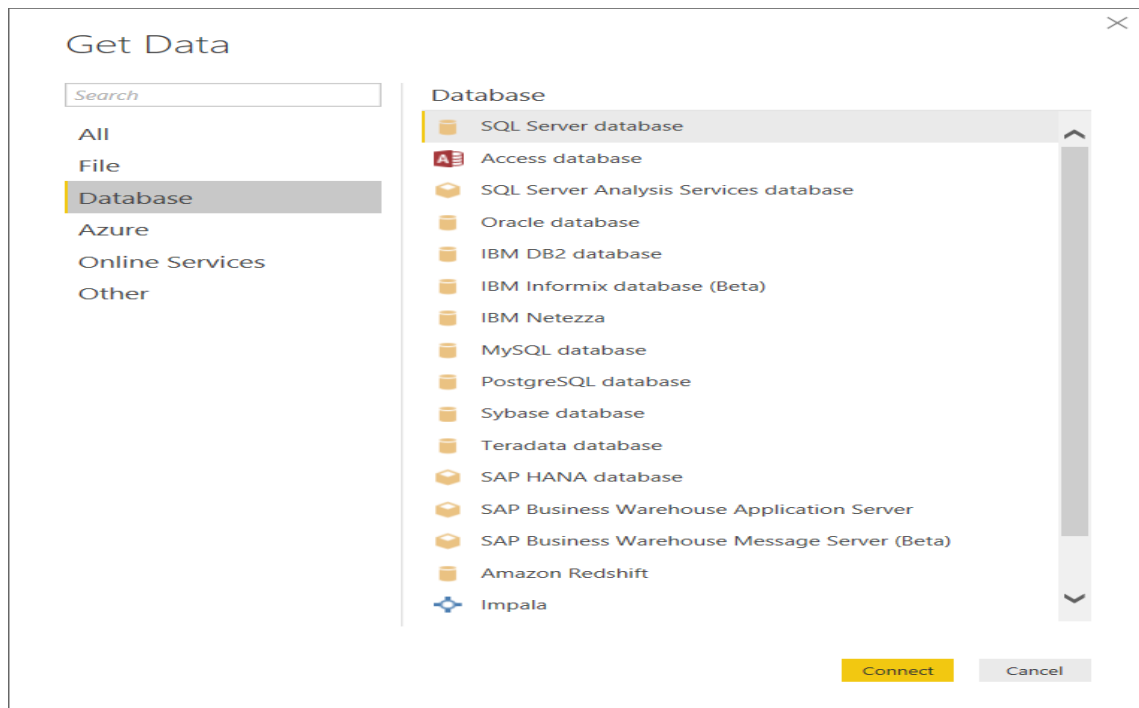 Get Data
Search
All
File
Database
Azure
Online Services
Other
Database
SQL Server database
Access database
SQL Server Analysis Services database
Oracle database
IBM DB2 database
IBM Informix database (Beta)
IBM Netezza
MySQL database
PostgreSQL database
Sybase database
Teradata database
SAP HANA database
SAP Business Warehouse Application Server
SAP Business Warehouse Message Server (Beta)
Amazon Redshift
Impala
Connect
Cancel